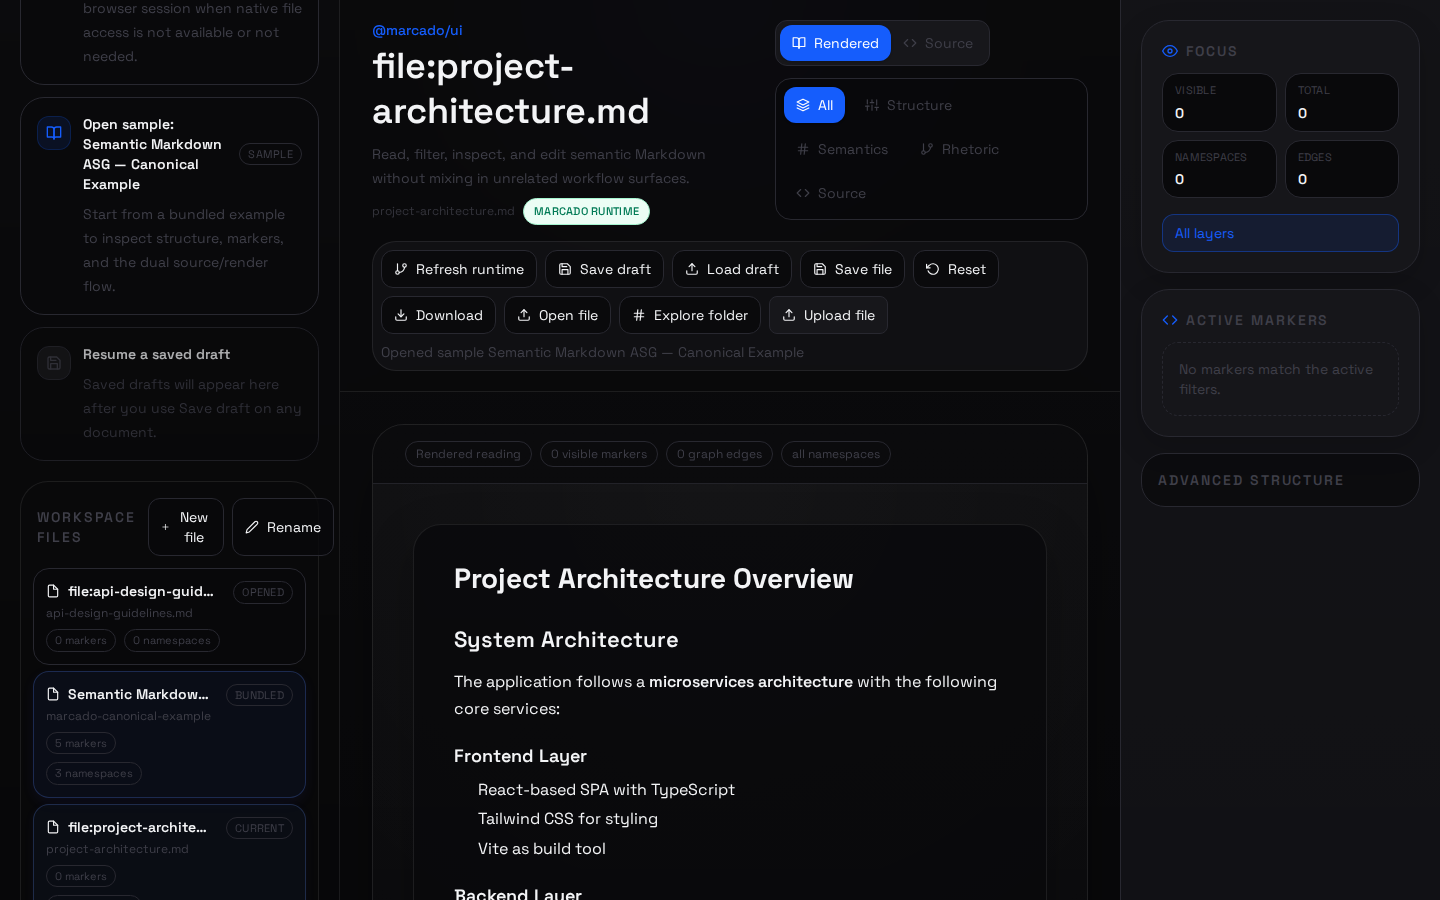 browser session when native file
access is not available or not
needed.
Open sample:
Semantic Markdown
ASG — Canonical
Example
SAMPLE
Start from a bundled example
to inspect structure, markers,
and the dual source/render
flow.
Resume a saved draft
Saved drafts will appear here
after you use Save draft on any
document.
WORKSPACE
FILES
New
file
Rename
file:api-design-guid...
OPENED
api-design-guidelines.md
0 markers
0 namespaces
Semantic Markdow...
BUNDLED
marcado-canonical-example
5 markers
3 namespaces
file:project-archite...
CURRENT
project-architecture.md
0 markers
@marcado/ui
file:project-
architecture.md
Read, filter, inspect, and edit semantic Markdown
without mixing in unrelated workflow surfaces.
project-architecture.md
MARCADO RUNTIME
Rendered
Source
All
Structure
Semantics
Rhetoric
Source
Refresh runtime
Save draft
Load draft
Save file
Reset
Download
Open file
Explore folder
Upload file
Opened sample Semantic Markdown ASG — Canonical Example
Rendered reading
0 visible markers
0 graph edges
all namespaces
Project Architecture Overview
System Architecture
The application follows a microservices architecture with the following
core services:
Frontend Layer
React-based SPA with TypeScript
Tailwind CSS for styling
Vite as build tool
Backend Layer
FOCUS
VISIBLE
0
TOTAL
0
NAMESPACES
0
EDGES
0
All layers
ACTIVE MARKERS
No markers match the active
filters.
ADVANCED STRUCTURE